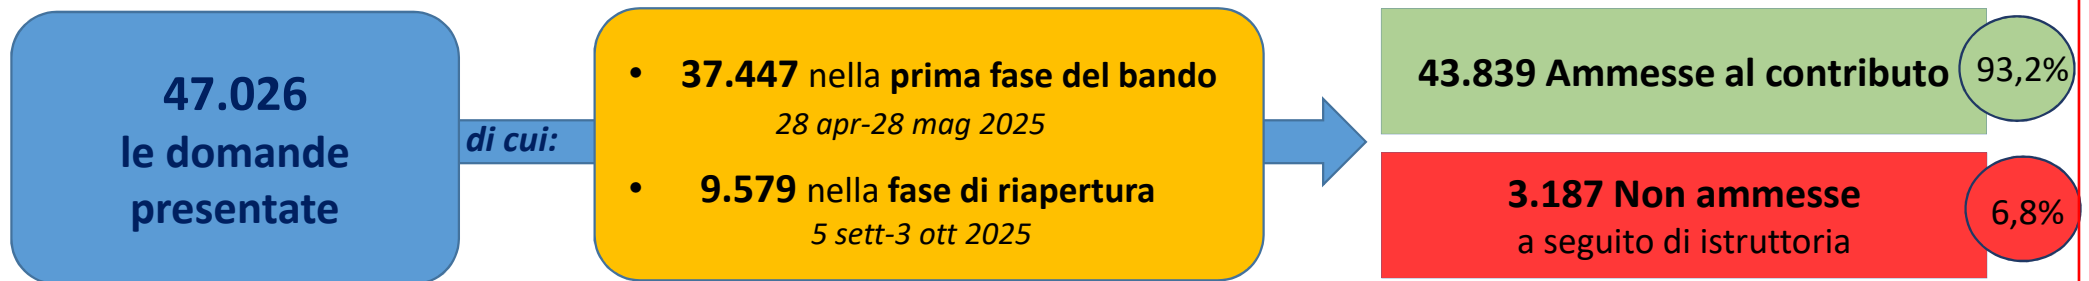 47.026
le domande
presentate
di cui:
• 37.447 nella prima fase del bando
28 apr-28 mag 2025
• 9.579 nella fase di riapertura
5 sett-3 ott 2025
43.839 Ammesse al contributo
93,2%
3.187 Non ammesse
a seguito di istruttoria
6,8%